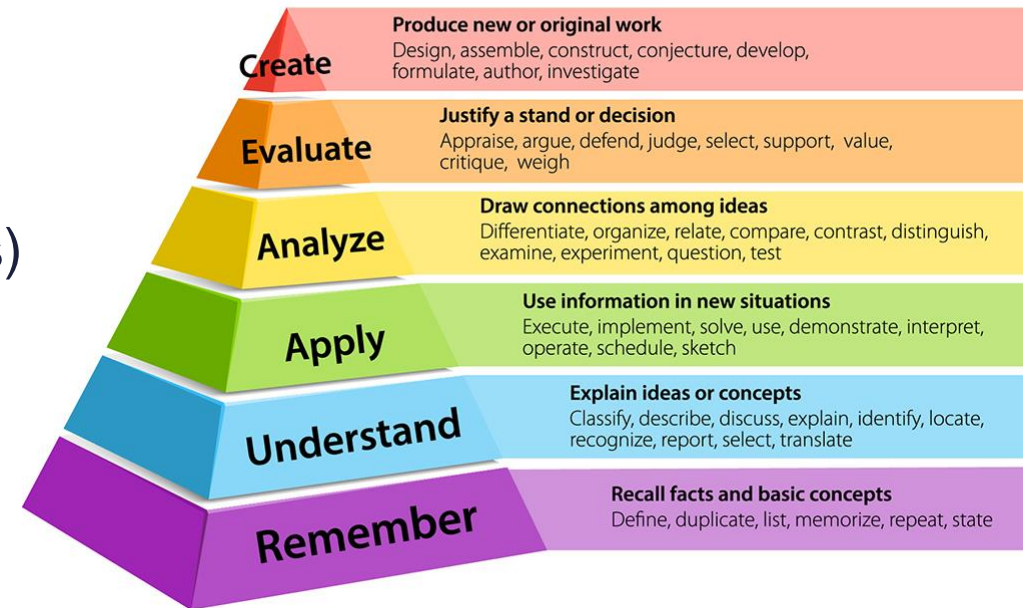 Create
Produce new or original work
Design, assemble, construct, conjecture, develop,
formulate, author, investigate
Evaluate
Justify a stand or decision
Appraise, argue, defend, judge, select, support, value,
critique, weigh
s)
Analyze
Draw connections among ideas
Differentiate, organize, relate, compare, contrast, distinguish,
examine, experiment, question, test
Apply
Use information in new situations
Execute, implement, solve, use, demonstrate, interpret,
operate, schedule, sketch
Understand
Explain ideas or concepts
Classify, describe, discuss, explain, identify, locate,
recognize, report, select, translate
Remember
Recall facts and basic concepts
Define, duplicate, list, memorize, repeat, state